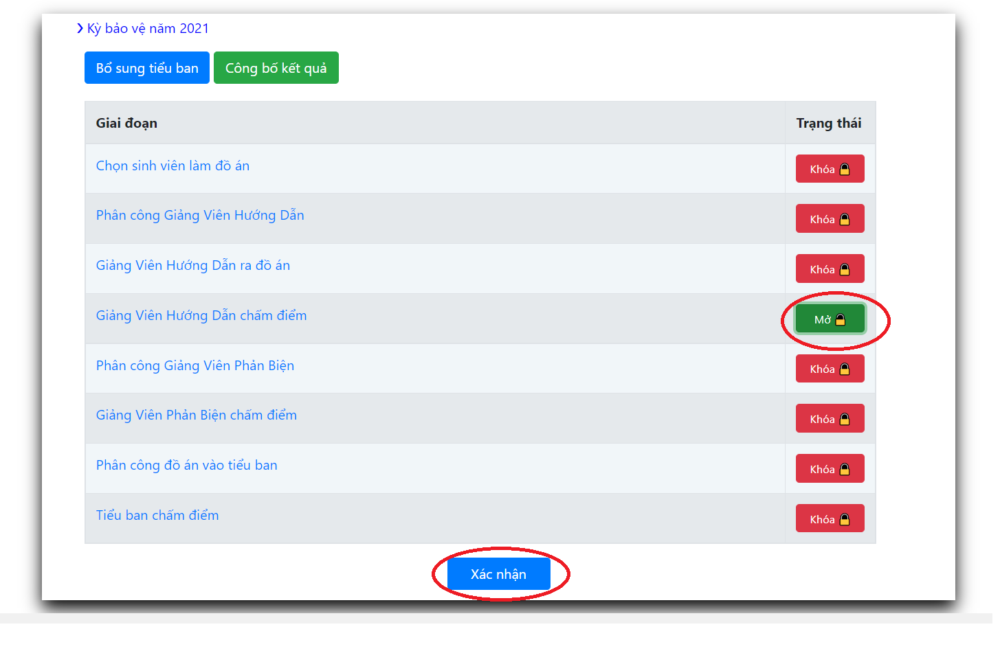 Kỳ bảo vệ năm 2021
Bổ sung tiểu ban Công bố kết quả
Giai đoạn Trạng thái
Chọn sinh viên làm đồ án Khóa
Phân công Giảng Viên Hướng Dẫn Khóa
Giảng Viên Hướng Dẫn ra đồ án Khóa
Giảng Viên Hướng Dẫn chấm điểm Mở
Phân công Giảng Viên Phản Biện Khóa
Giảng Viên Phản Biện chấm điểm Khóa
Phân công đồ án vào tiểu ban Khóa
Tiểu ban chấm điểm Khóa
Xác nhận